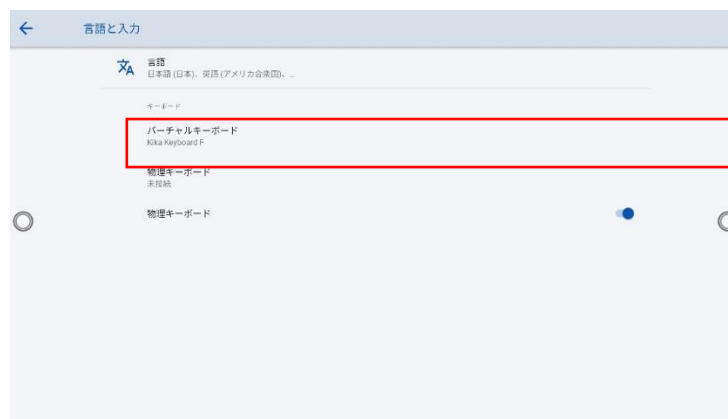 言語と入力
言語
日本語 (日本)、英語 (アメリカ合衆国)、...
キーボード
バーチャルキーボード
Kika Keyboard F
物理キーボード
未接続
物理キーボード